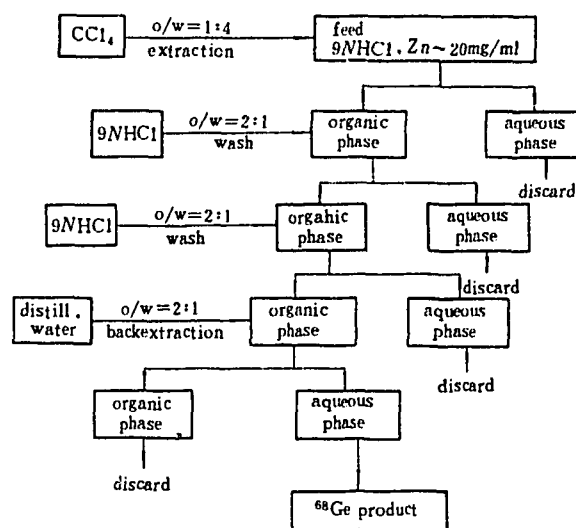 CCl₄
o/w=1:4
extraction
feed
9NHCl, Zn~20mg/ml
9NHCl
o/w=2:1
wash
organic
phase
aqueous
phase
discard
9NHCl
o/w=2:1
wash
orgahic
phase
aqueous
phase
discard
distill.
water
o/w=2:1
backextraction
organic
phase
aqueous
phase
discard
organic
phase
aqueous
phase
discard
⁶⁸Ge product